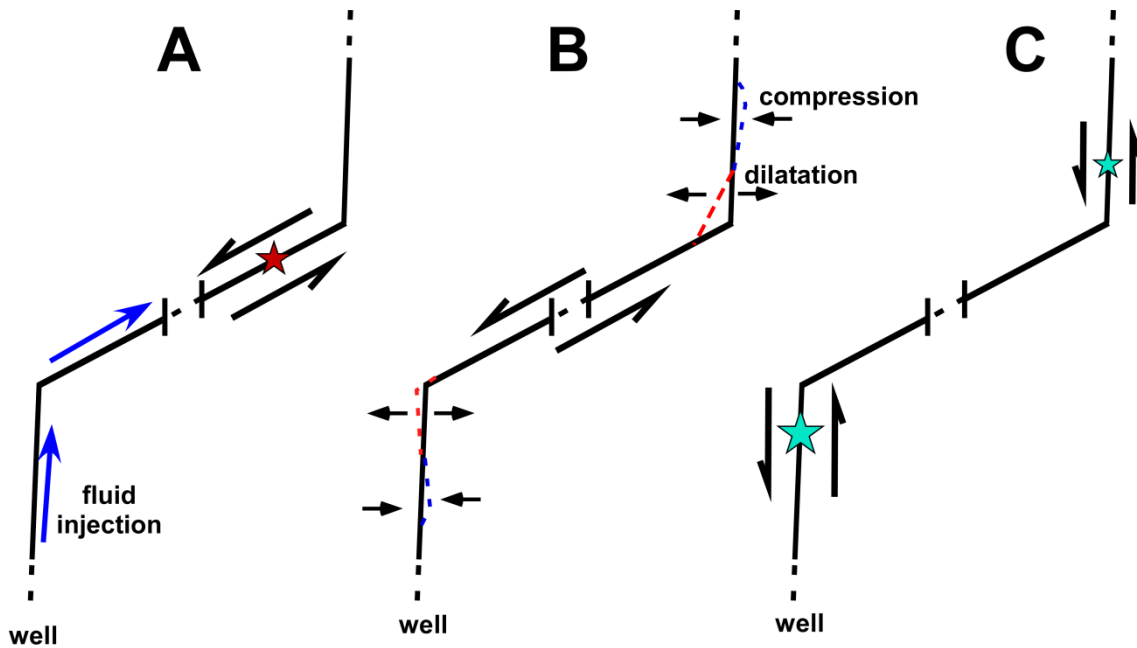 A
B
C
compression
dilatation
fluid
injection
well
well
well